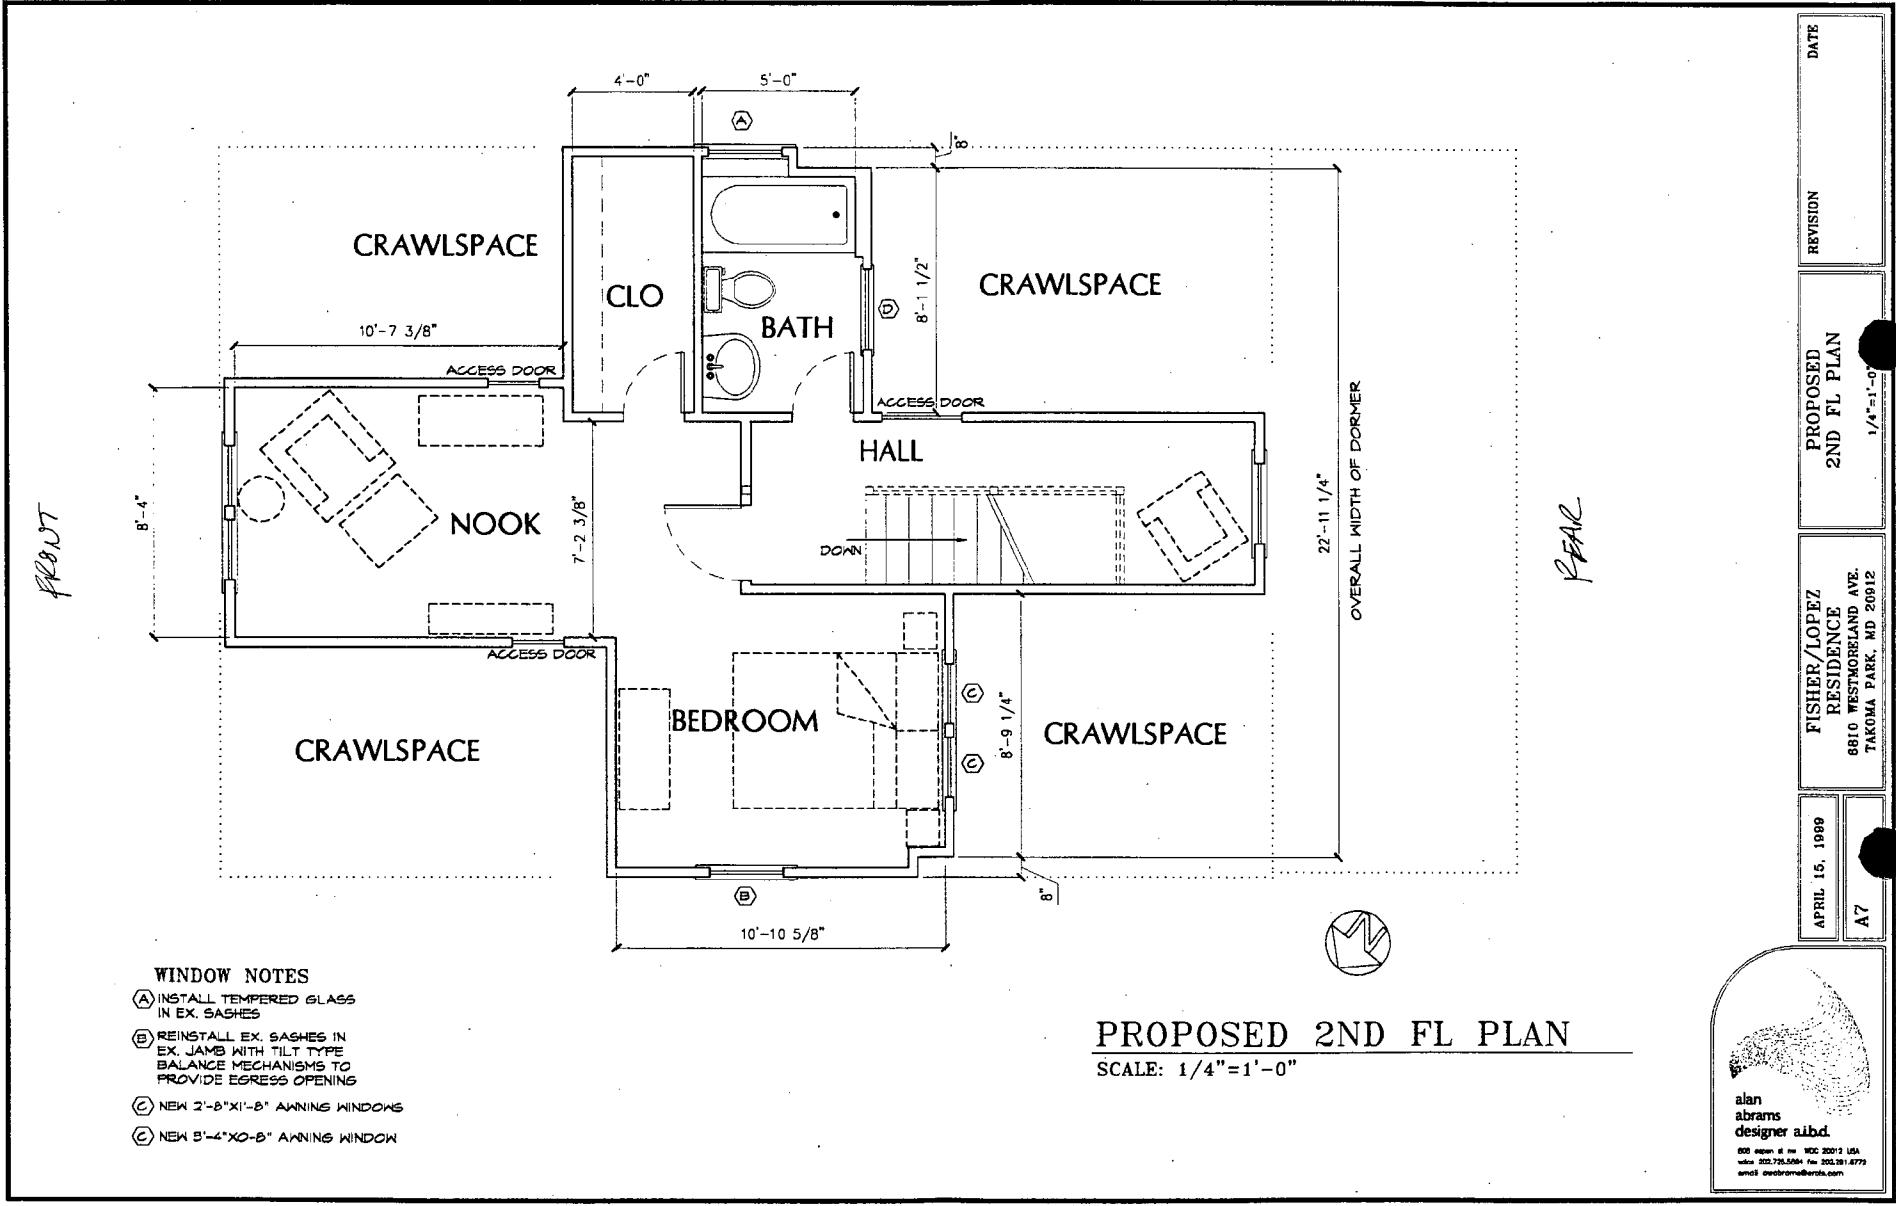 4'-0"
5'-0"
A
8"
CRAWLSPACE
CLO
BATH
D
8'-1 1/2"
CRAWLSPACE
10'-7 3/8"
ACCESS DOOR
ACCESS DOOR
HALL
8'-4"
NOOK
7'-2 3/8"
DOWN
22'-11 1/4"
OVERALL WIDTH OF DORMER
FRONT
REAR
ACCESS DOOR
CRAWLSPACE
BEDROOM
C
C
8'-9 1/4"
CRAWLSPACE
B
8"
10'-10 5/8"
WINDOW NOTES
A INSTALL TEMPERED GLASS
IN EX. SASHES
B REINSTALL EX. SASHES IN
EX. JAMB WITH TILT TYPE
BALANCE MECHANISMS TO
PROVIDE EGRESS OPENING
C NEW 2'-8"X1'-8" AWNING WINDOWS
C NEW 3'-4"X0-8" AWNING WINDOW
PROPOSED 2ND FL PLAN
SCALE: 1/4"=1'-0"
REVISION DATE
PROPOSED
2ND FL PLAN
1/4"=1'-0"
FISHER/LOPEZ
RESIDENCE
6810 WESTMORELAND AVE.
TAKOMA PARK, MD 20912
APRIL 15, 1999
A7
alan
abrams
designer a.i.b.d.
WDC 20012 USA